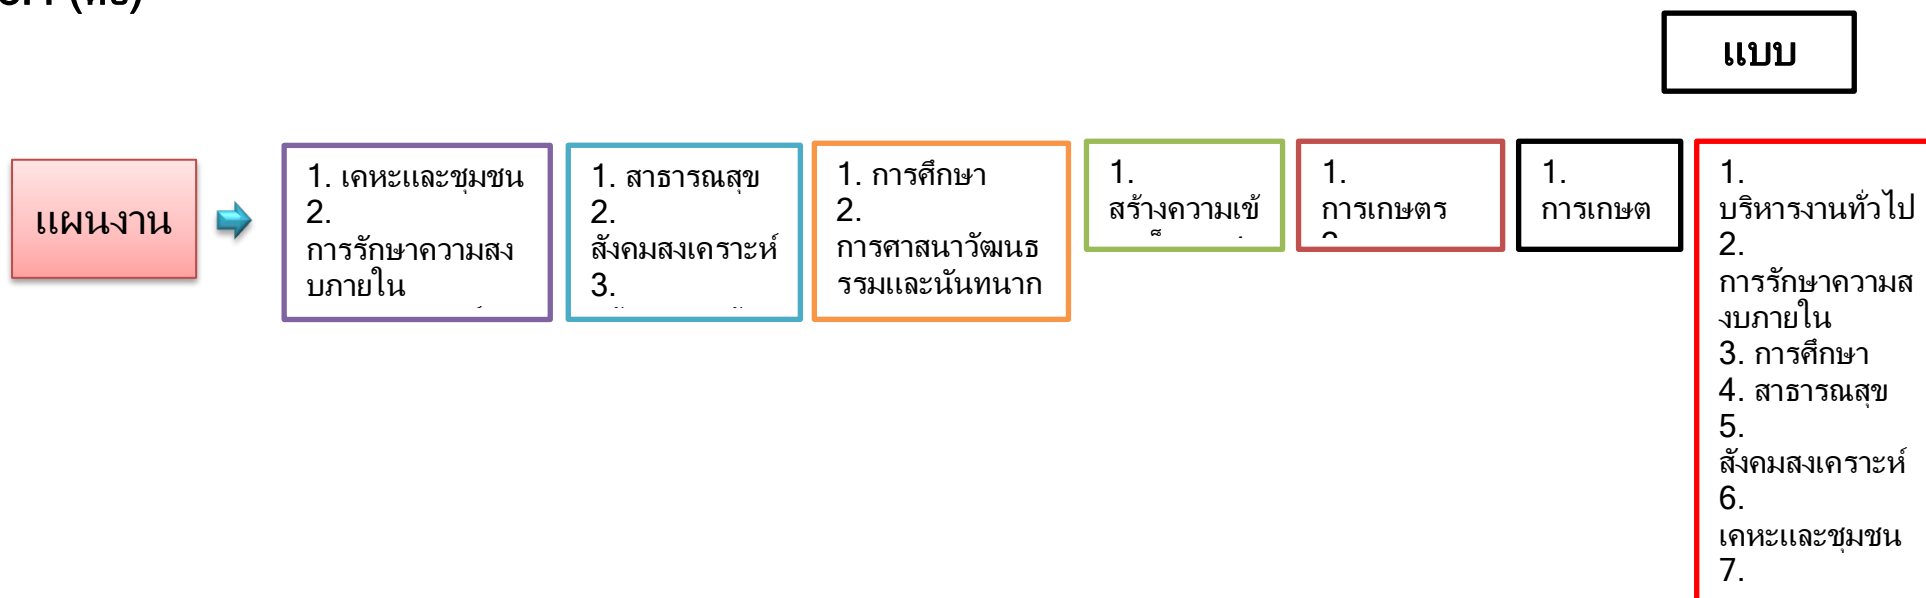 แบบ
แผนงาน
1. เคหะและชุมชน
2.
การรักษาความสง
บภายใน
1. สาธารณสุข
2.
สังคมสงเคราะห์
3.
1. การศึกษา
2.
การศาสนาวัฒนธ
รรมและนันทนาก
1.
สร้างความเข้
1.
การเกษตร
1.
การเกษต
1.
บริหารงานทั่วไป
2.
การรักษาความส
งบภายใน
3. การศึกษา
4. สาธารณสุข
5.
สังคมสงเคราะห์
6.
เคหะและชุมชน
7.